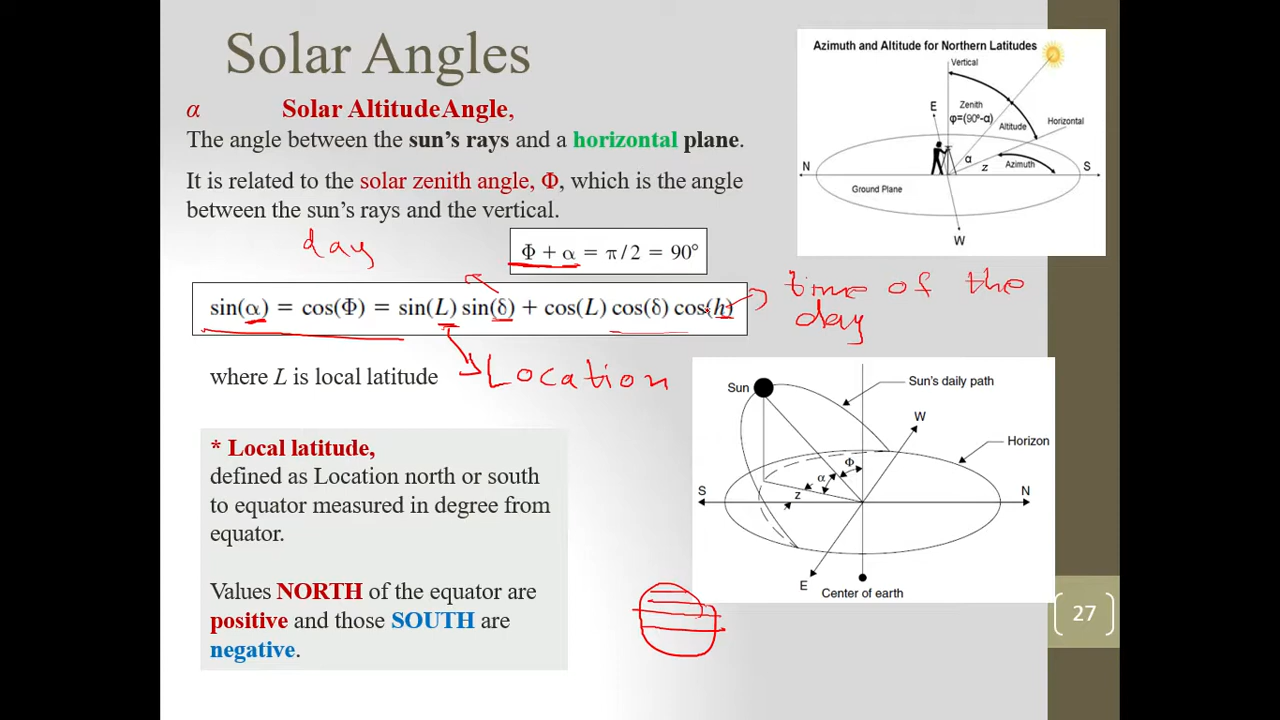 Solar Angles
α Solar AltitudeAngle,
The angle between the sun's rays and a horizontal plane.
It is related to the solar zenith angle, Φ, which is the angle
between the sun's rays and the vertical.
day
Φ + α = π/2 = 90°
sin(α) = cos(Φ) = sin(L) sin(δ) + cos(L) cos(δ) cos(h)
time of the
day
where L is local latitude
Location
* Local latitude,
defined as Location north or south
to equator measured in degree from
equator.
Values NORTH of the equator are
positive and those SOUTH are
negative.
Azimuth and Altitude for Northern Latitudes
Vertical
E
Zenith
φ=(90°-α)
Altitude
Horizontal
α
z
Azimuth
N
S
Ground Plane
W
Sun
Sun's daily path
W
Horizon
Φ
α
z
S
N
E
Center of earth
27